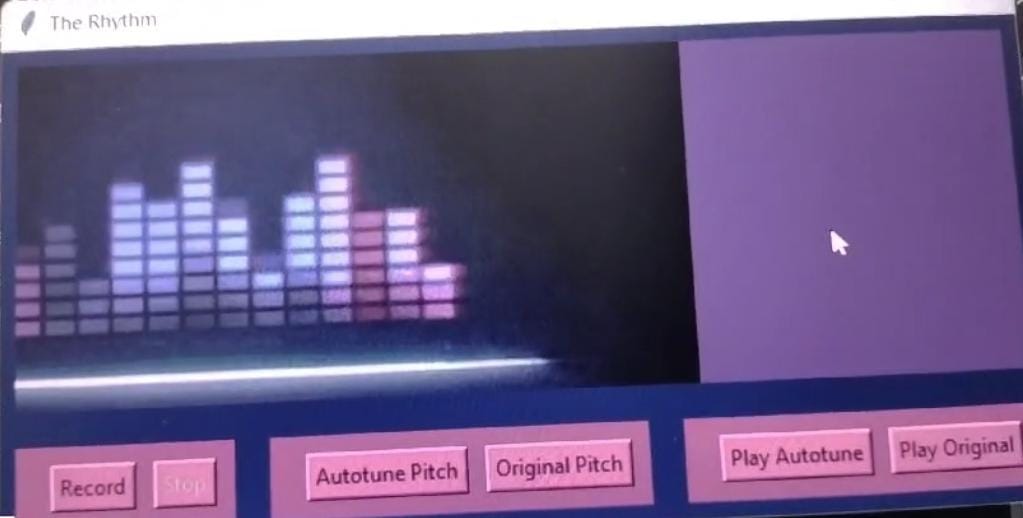 The Rhythm
Record
Stop
Autotune Pitch
Original Pitch
Play Autotune
Play Original